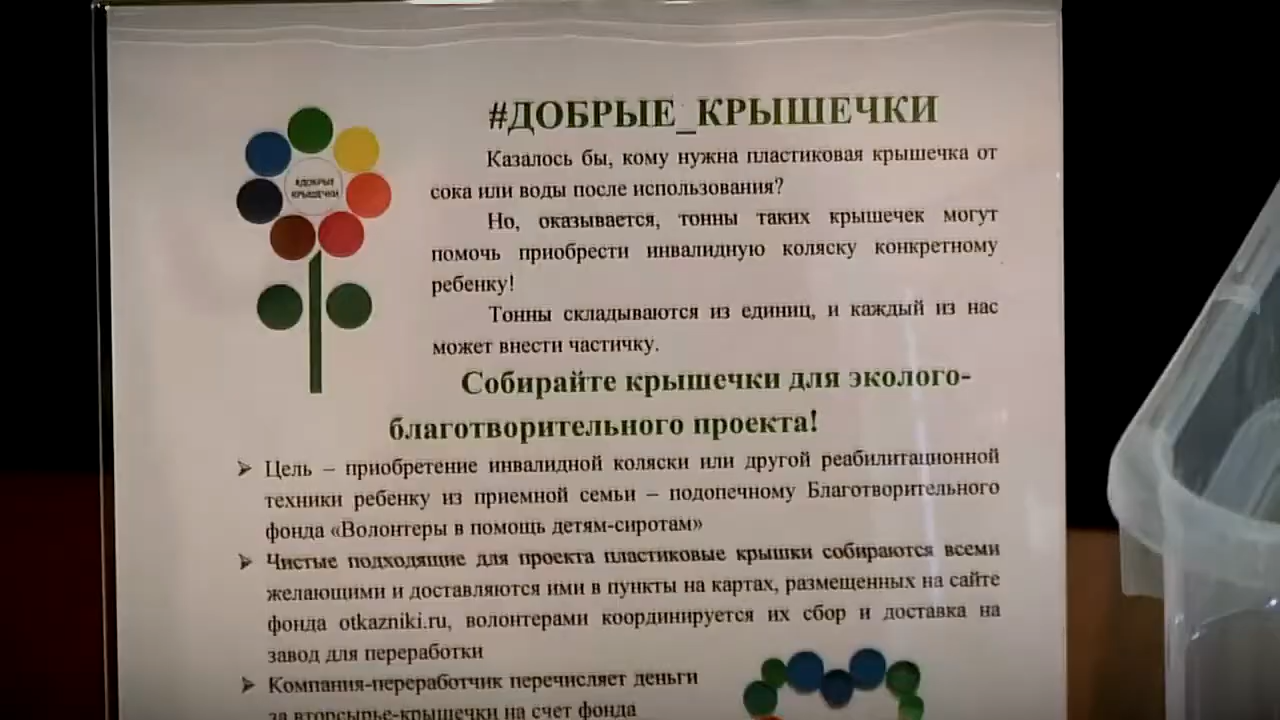 #ДОБРЫЕ_КРЫШЕЧКИ
#ДОБРЫЕ
КРЫШЕЧКИ
Казалось бы, кому нужна пластиковая крышечка от
сока или воды после использования?
Но, оказывается, тонны таких крышечек могут
помочь приобрести инвалидную коляску конкретному
ребенку!
Тонны складываются из единиц, и каждый из нас
может внести частичку.
Собирайте крышечки для эколого-
благотворительного проекта!
Цель – приобретение инвалидной коляски или другой реабилитационной
техники ребенку из приемной семьи – подопечному Благотворительного
фонда «Волонтеры в помощь детям-сиротам»
Чистые подходящие для проекта пластиковые крышки собираются всеми
желающими и доставляются ими в пункты на картах, размещенных на сайте
фонда otkazniki.ru, волонтерами координируется их сбор и доставка на
завод для переработки
Компания-переработчик перечисляет деньги
за вторсырье-крышечки на счет фонда